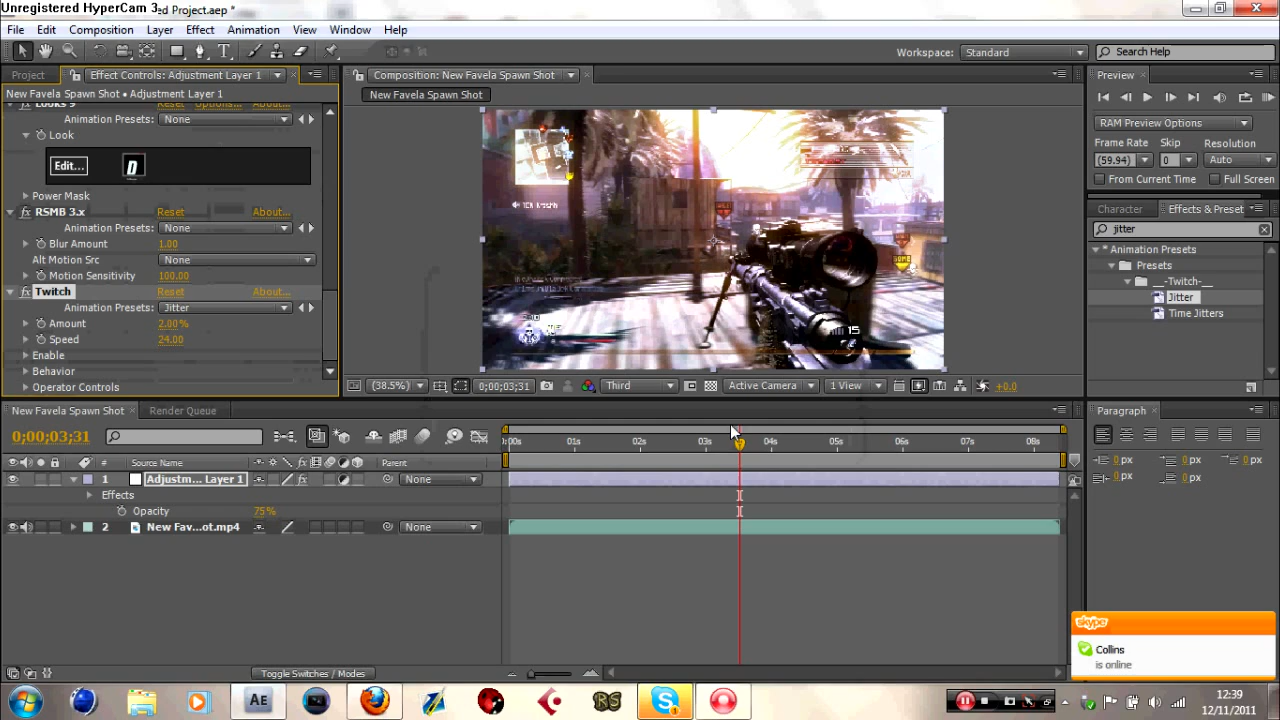 Unregistered HyperCam 3 ed Project.aep *
File Edit Composition Layer Effect Animation View Window Help
Workspace: Standard Search Help
Project Effect Controls: Adjustment Layer 1 Composition: New Favela Spawn Shot Preview
New Favela Spawn Shot • Adjustment Layer 1
New Favela Spawn Shot
Looks 9 Reset Options... About...
Animation Presets: None
Look
Edit...
Power Mask
RSMB 3.x Reset About...
Animation Presets: None
Blur Amount 1.00
Alt Motion Src None
Motion Sensitivity 100.00
Twitch Reset About...
Animation Presets: Jitter
Amount 2.00%
Speed 24.00
Enable
Behavior
Operator Controls
15
(38.5%) 0;00;03;31 Third Active Camera 1 View +0.0
RAM Preview Options
Frame Rate Skip Resolution
(59.94) 0 Auto
From Current Time Full Screen
Character Effects & Preset
jitter
* Animation Presets
Presets
__-Twitch-__
Jitter
Time Jitters
New Favela Spawn Shot Render Queue
0;00;03;31
:00s 01s 02s 03s 04s 05s 06s 07s 08s
# Source Name Parent
1 Adjustm... Layer 1 None
Effects
Opacity 75%
2 New Fav...ot.mp4 None
Toggle Switches / Modes
Paragraph
0 px 0 px 0 px
0 px 0 px
skype
Collins
is online
Ae
RS
1
12:39
12/11/2011